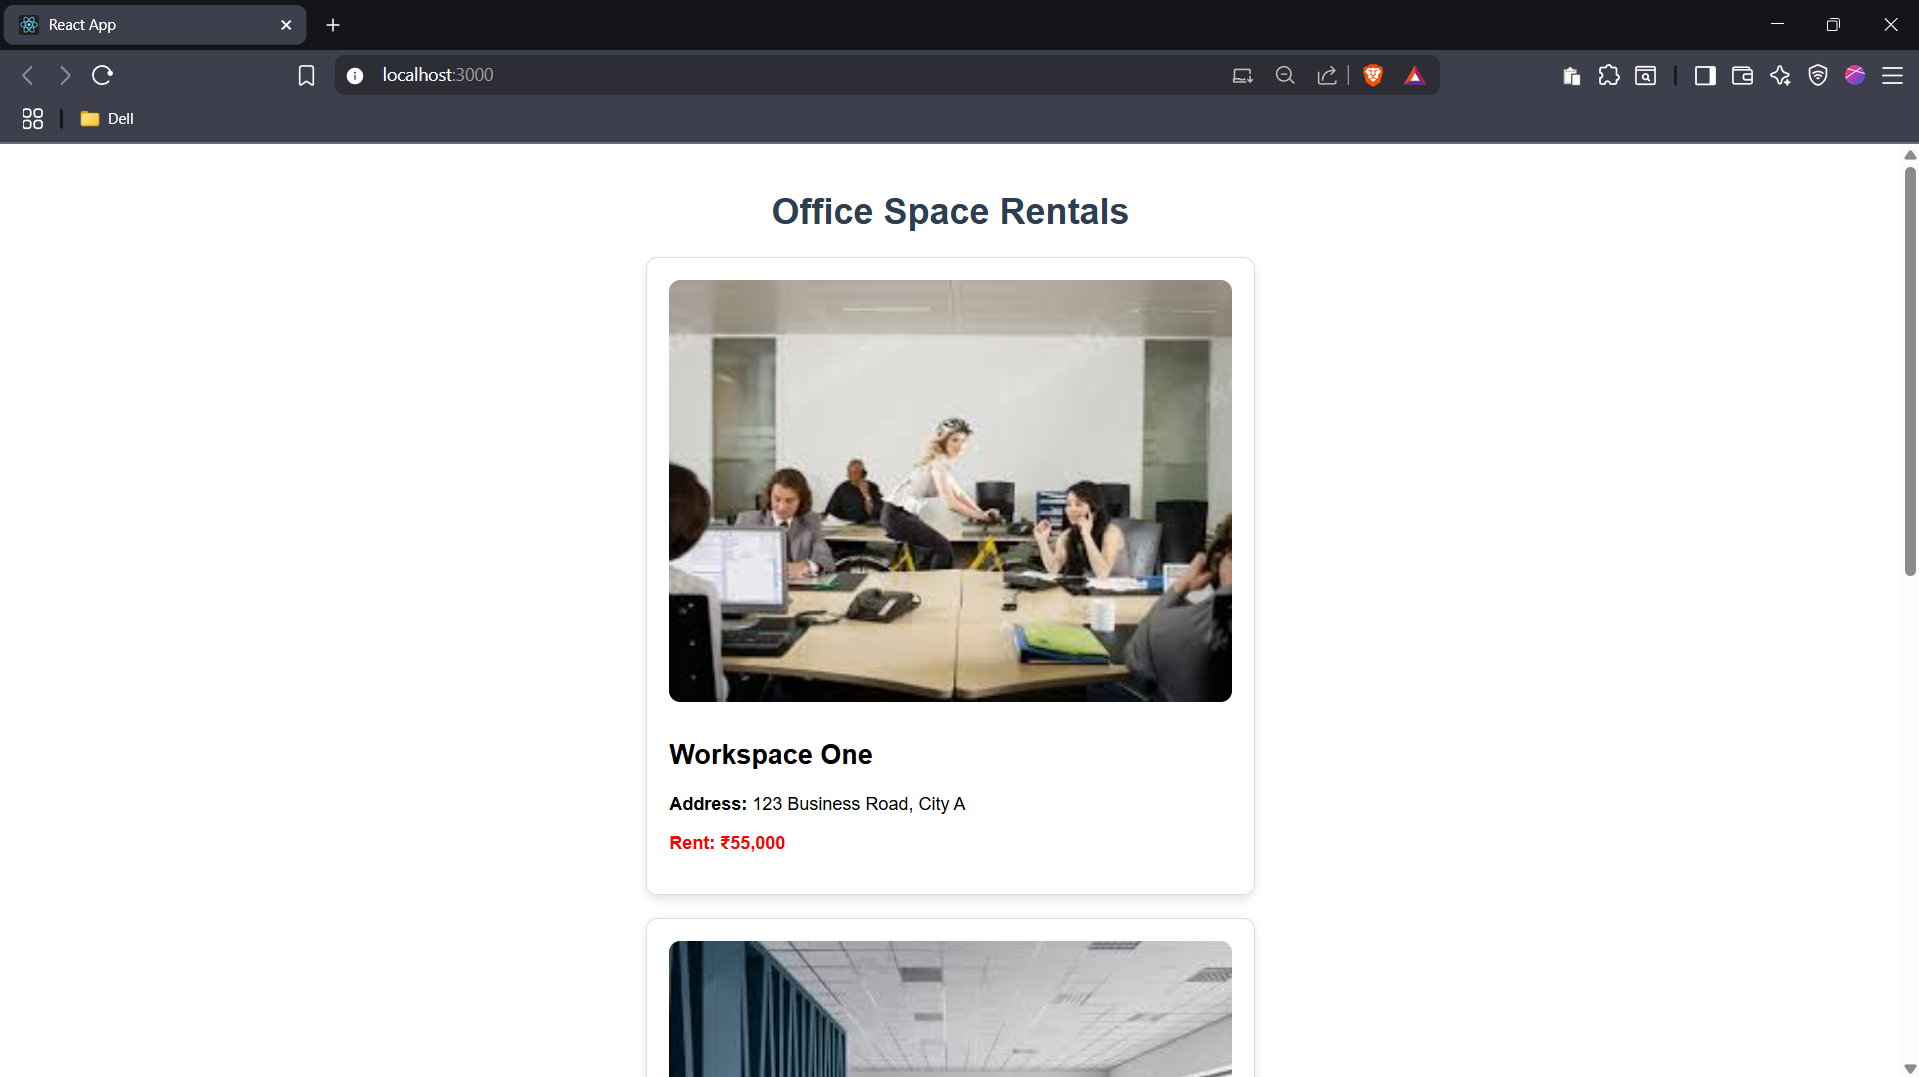 React App
localhost:3000
Dell
Office Space Rentals
Workspace One
Address: 123 Business Road, City A
Rent: ₹55,000